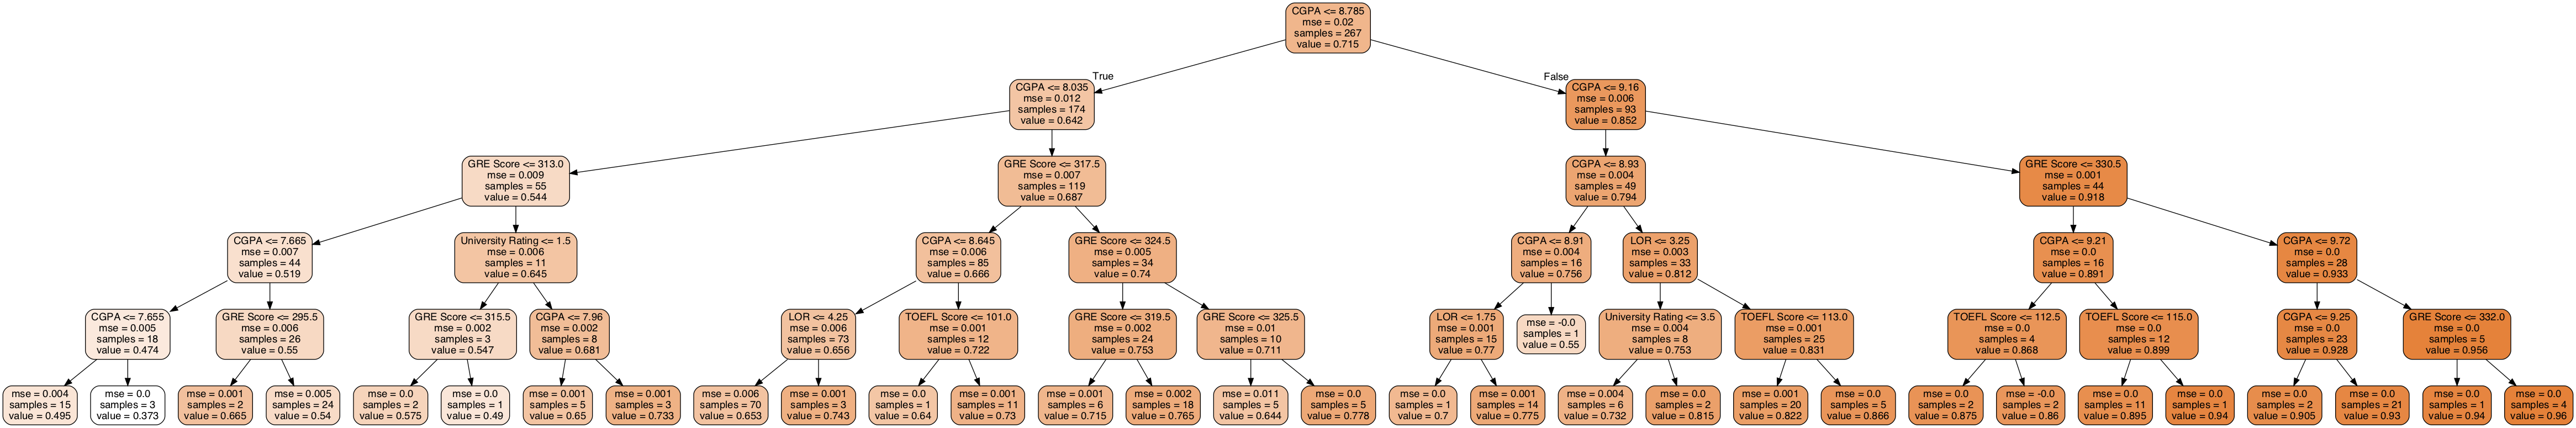 CGPA <= 8.785
mse = 0.02
samples = 267
value = 0.715
True
False
CGPA <= 8.035
mse = 0.012
samples = 174
value = 0.642
CGPA <= 9.16
mse = 0.006
samples = 93
value = 0.852
GRE Score <= 313.0
mse = 0.009
samples = 55
value = 0.544
GRE Score <= 317.5
mse = 0.007
samples = 119
value = 0.687
CGPA <= 8.93
mse = 0.004
samples = 49
value = 0.794
GRE Score <= 330.5
mse = 0.001
samples = 44
value = 0.918
CGPA <= 7.665
mse = 0.007
samples = 44
value = 0.519
University Rating <= 1.5
mse = 0.006
samples = 11
value = 0.645
CGPA <= 8.645
mse = 0.006
samples = 85
value = 0.666
GRE Score <= 324.5
mse = 0.005
samples = 34
value = 0.74
CGPA <= 8.91
mse = 0.004
samples = 16
value = 0.756
LOR <= 3.25
mse = 0.003
samples = 33
value = 0.812
CGPA <= 9.21
mse = 0.0
samples = 16
value = 0.891
CGPA <= 9.72
mse = 0.0
samples = 28
value = 0.933
CGPA <= 7.655
mse = 0.005
samples = 18
value = 0.474
GRE Score <= 295.5
mse = 0.006
samples = 26
value = 0.55
GRE Score <= 315.5
mse = 0.002
samples = 3
value = 0.547
CGPA <= 7.96
mse = 0.002
samples = 8
value = 0.681
LOR <= 4.25
mse = 0.006
samples = 73
value = 0.656
TOEFL Score <= 101.0
mse = 0.001
samples = 12
value = 0.722
GRE Score <= 319.5
mse = 0.002
samples = 24
value = 0.753
GRE Score <= 325.5
mse = 0.01
samples = 10
value = 0.711
LOR <= 1.75
mse = 0.001
samples = 15
value = 0.77
mse = -0.0
samples = 1
value = 0.55
University Rating <= 3.5
mse = 0.004
samples = 8
value = 0.753
TOEFL Score <= 113.0
mse = 0.001
samples = 25
value = 0.831
TOEFL Score <= 112.5
mse = 0.0
samples = 4
value = 0.868
TOEFL Score <= 115.0
mse = 0.0
samples = 12
value = 0.899
CGPA <= 9.25
mse = 0.0
samples = 23
value = 0.928
GRE Score <= 332.0
mse = 0.0
samples = 5
value = 0.956
mse = 0.004
samples = 15
value = 0.495
mse = 0.0
samples = 3
value = 0.373
mse = 0.001
samples = 2
value = 0.665
mse = 0.005
samples = 24
value = 0.54
mse = 0.0
samples = 2
value = 0.575
mse = 0.0
samples = 1
value = 0.49
mse = 0.001
samples = 5
value = 0.65
mse = 0.001
samples = 3
value = 0.733
mse = 0.006
samples = 70
value = 0.653
mse = 0.001
samples = 3
value = 0.743
mse = 0.0
samples = 1
value = 0.64
mse = 0.001
samples = 11
value = 0.73
mse = 0.001
samples = 6
value = 0.715
mse = 0.002
samples = 18
value = 0.765
mse = 0.011
samples = 5
value = 0.644
mse = 0.0
samples = 5
value = 0.778
mse = 0.0
samples = 1
value = 0.7
mse = 0.001
samples = 14
value = 0.775
mse = 0.004
samples = 6
value = 0.732
mse = 0.0
samples = 2
value = 0.815
mse = 0.001
samples = 20
value = 0.822
mse = 0.0
samples = 5
value = 0.866
mse = 0.0
samples = 2
value = 0.875
mse = -0.0
samples = 2
value = 0.86
mse = 0.0
samples = 11
value = 0.895
mse = 0.0
samples = 1
value = 0.94
mse = 0.0
samples = 2
value = 0.905
mse = 0.0
samples = 21
value = 0.93
mse = 0.0
samples = 1
value = 0.94
mse = 0.0
samples = 4
value = 0.96